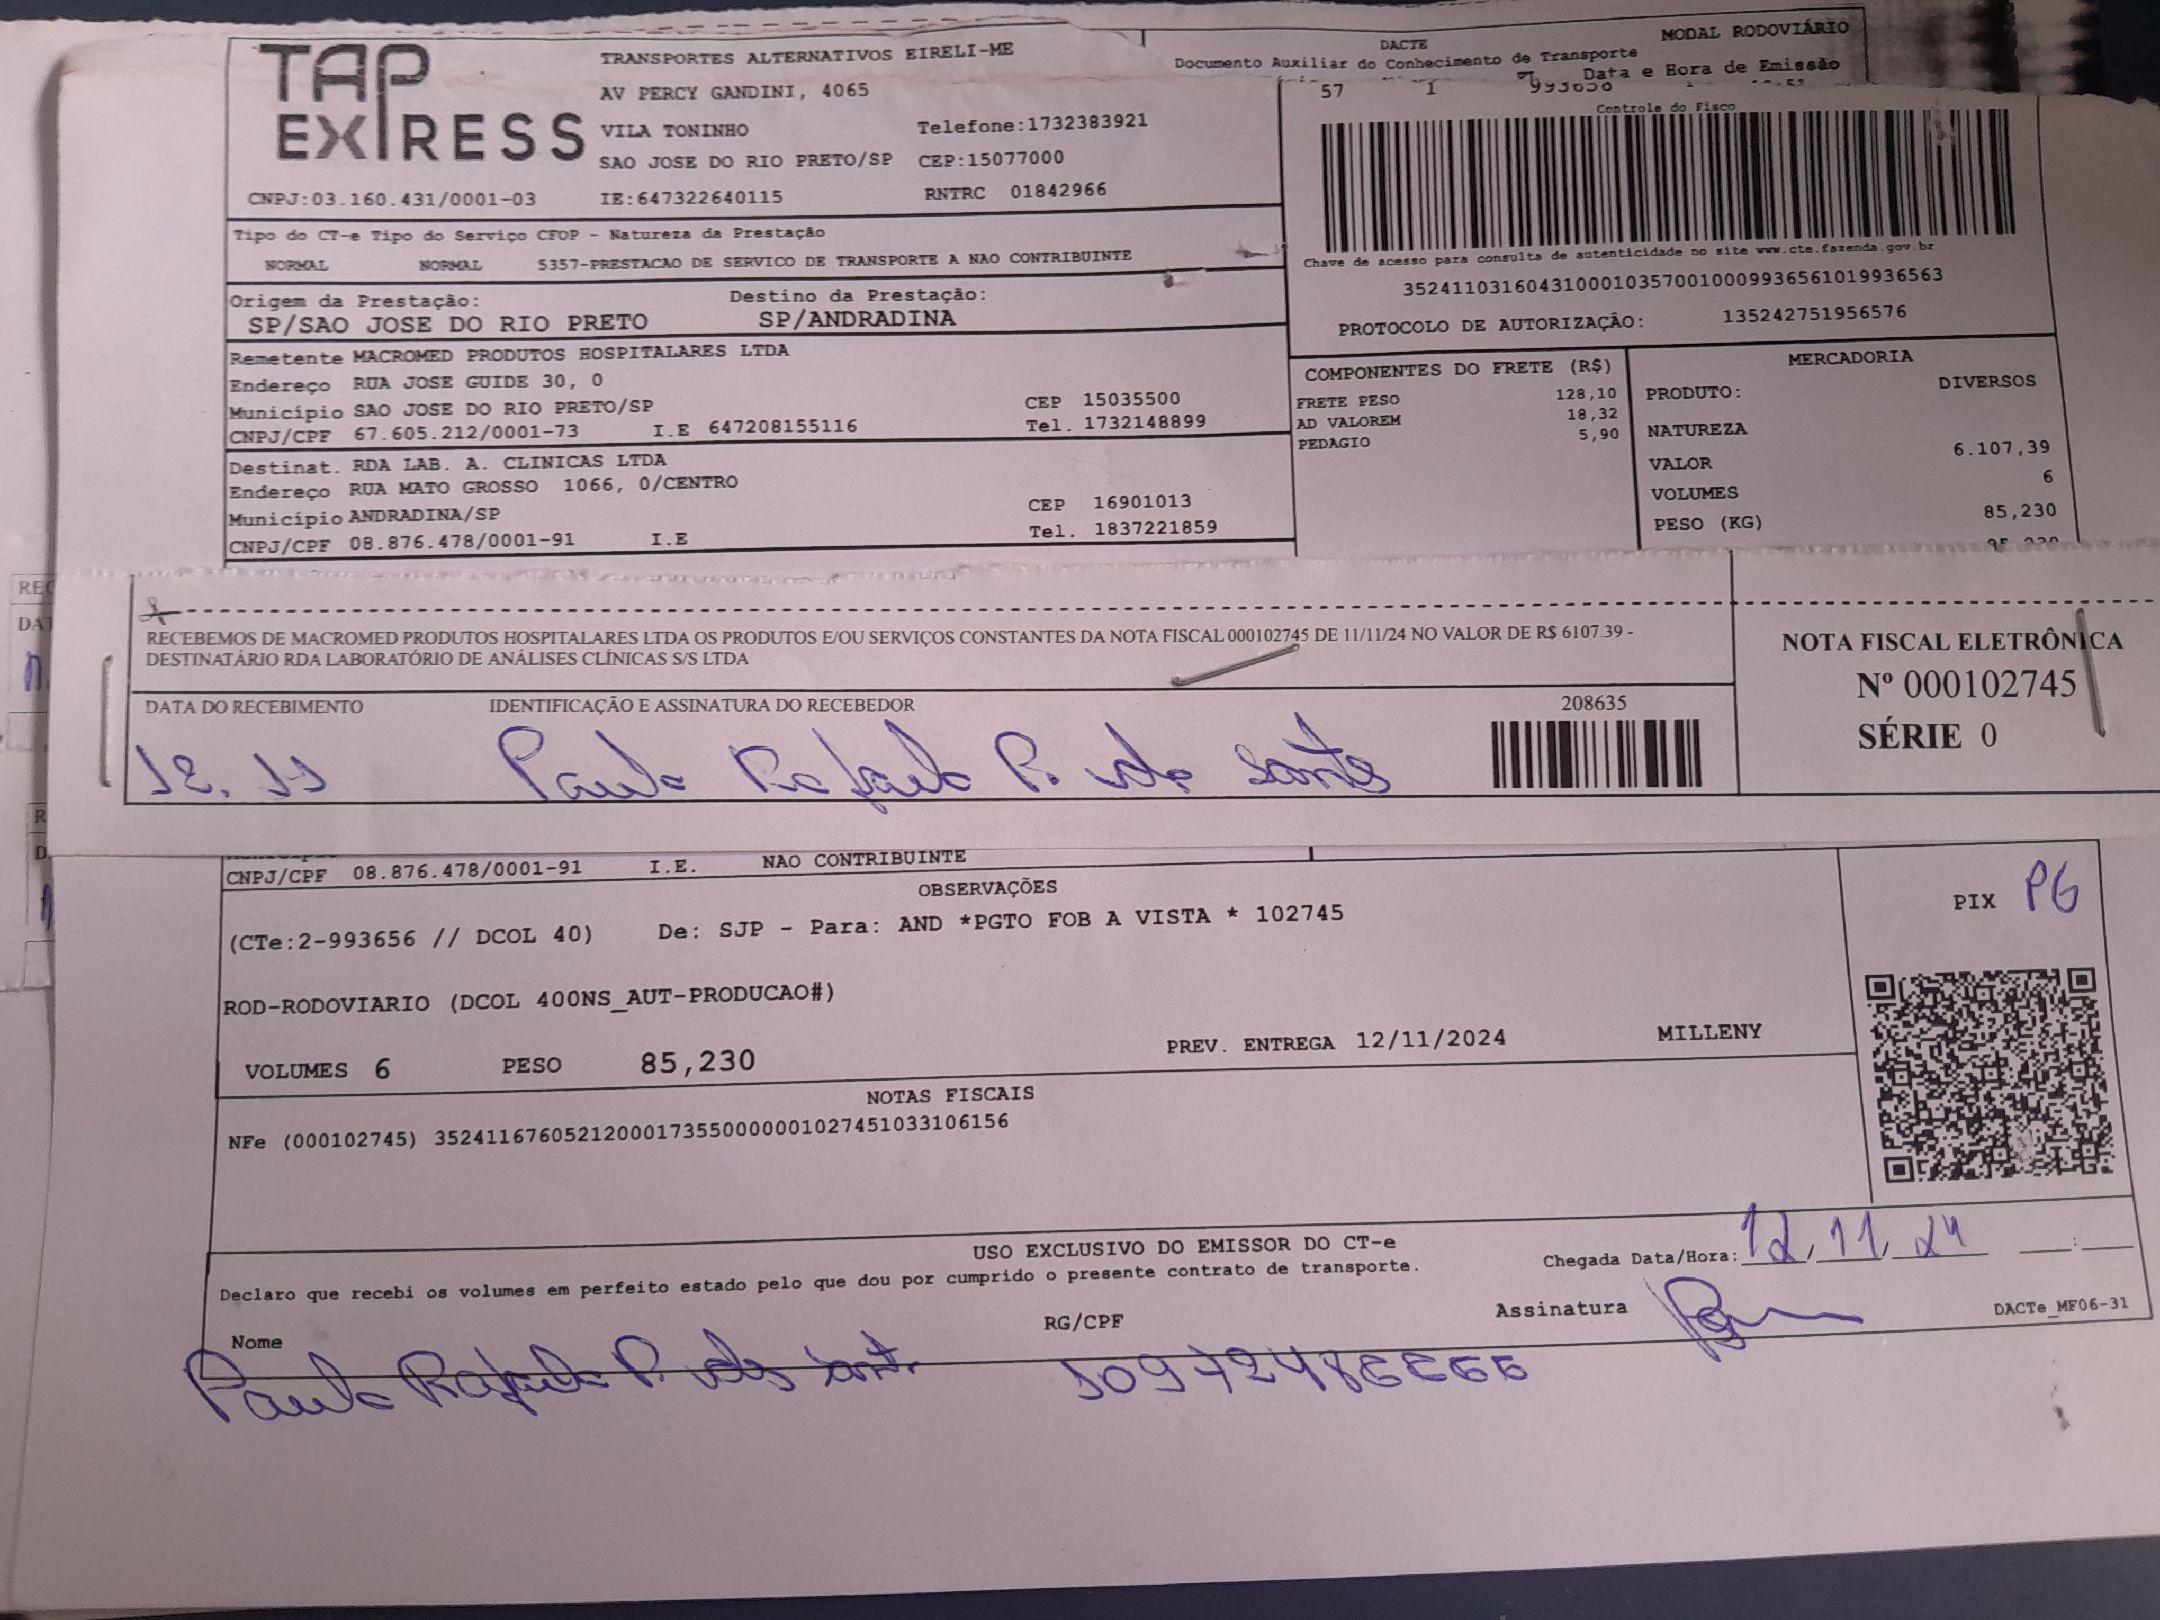 TAP EXPRESS
TRANSPORTES ALTERNATIVOS EIRELI-ME
AV PERCY GANDINI, 4065
VILA TONINHO Telefone:1732383921
SAO JOSE DO RIO PRETO/SP CEP:15077000
CNPJ:03.160.431/0001-03 IE:647322640115 RNTRC 01842966
DACTE MODAL RODOVIÁRIO
Documento Auxiliar do Conhecimento de Transporte
Data e Hora de Emissão
57 1 993656
Controle do Fisco
Chave de acesso para consulta de autenticidade no site www.cte.fazenda.gov.br
35241103160431000103570010009936561019936563
PROTOCOLO DE AUTORIZAÇÃO: 135242751956576
Tipo do CT-e Tipo do Serviço CFOP - Natureza da Prestação
NORMAL NORMAL 5357-PRESTACAO DE SERVICO DE TRANSPORTE A NAO CONTRIBUINTE
Origem da Prestação: Destino da Prestação:
SP/SAO JOSE DO RIO PRETO SP/ANDRADINA
Remetente MACROMED PRODUTOS HOSPITALARES LTDA
Endereço RUA JOSE GUIDE 30, 0
Município SAO JOSE DO RIO PRETO/SP CEP 15035500
CNPJ/CPF 67.605.212/0001-73 I.E 647208155116 Tel. 1732148899
Destinat. RDA LAB. A. CLINICAS LTDA
Endereço RUA MATO GROSSO 1066, 0/CENTRO
Município ANDRADINA/SP CEP 16901013
CNPJ/CPF 08.876.478/0001-91 I.E Tel. 1837221859
COMPONENTES DO FRETE (R$)
FRETE PESO 128,10
AD VALOREM 18,32
PEDAGIO 5,90
MERCADORIA
PRODUTO: DIVERSOS
NATUREZA
VALOR 6.107,39
VOLUMES 6
PESO (KG) 85,230
RECEBEMOS DE MACROMED PRODUTOS HOSPITALARES LTDA OS PRODUTOS E/OU SERVIÇOS CONSTANTES DA NOTA FISCAL 000102745 DE 11/11/24 NO VALOR DE R$ 6107.39 -
DESTINATÁRIO RDA LABORATÓRIO DE ANÁLISES CLÍNICAS S/S LTDA
DATA DO RECEBIMENTO IDENTIFICAÇÃO E ASSINATURA DO RECEBEDOR 208635
12.11 Paula Rafaela P. dos Santos
NOTA FISCAL ELETRÔNICA
Nº 000102745
SÉRIE 0
CNPJ/CPF 08.876.478/0001-91 I.E. NAO CONTRIBUINTE
OBSERVAÇÕES
(CTe:2-993656 // DCOL 40) De: SJP - Para: AND *PGTO FOB A VISTA * 102745
ROD-RODOVIARIO (DCOL 400NS_AUT-PRODUCAO#)
VOLUMES 6 PESO 85,230 PREV. ENTREGA 12/11/2024 MILLENY
PIX PG
NOTAS FISCAIS
NFe (000102745) 35241167605212000173550000001027451033106156
USO EXCLUSIVO DO EMISSOR DO CT-e
Declaro que recebi os volumes em perfeito estado pelo que dou por cumprido o presente contrato de transporte.
Chegada Data/Hora: 12/11/24 __:__
Nome RG/CPF Assinatura DACTe_MF06-31
Paula Rafaela P. dos Sant.